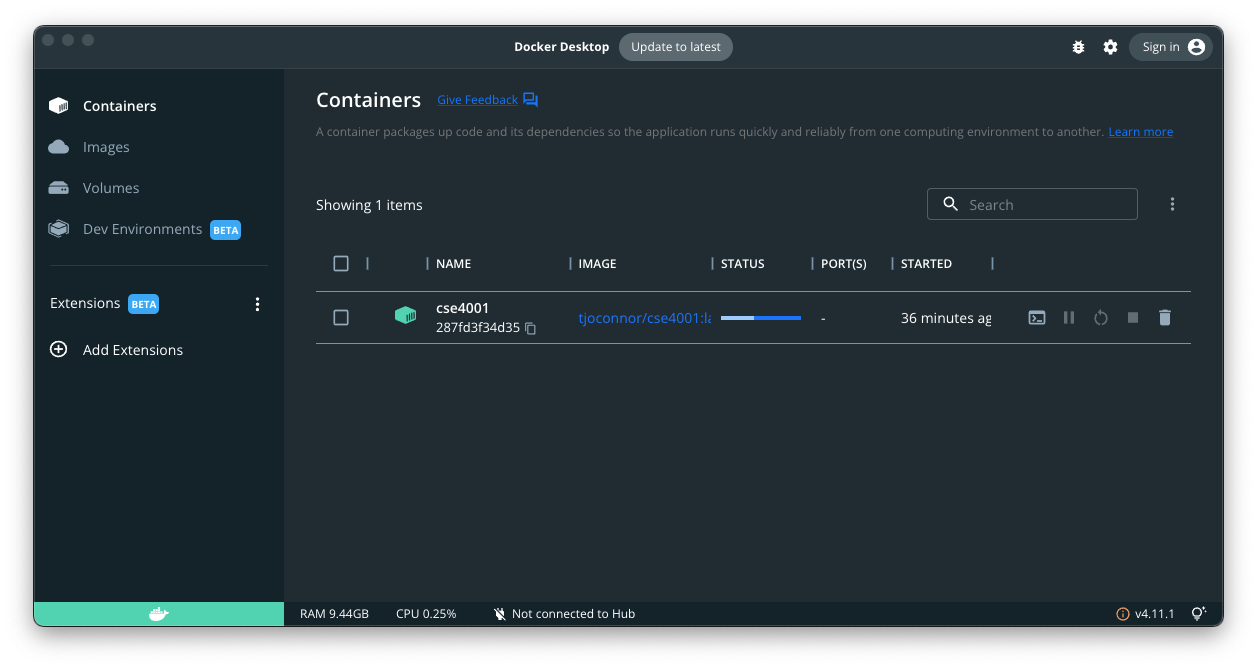 Docker Desktop Update to latest Sign in
Containers
Images
Volumes
Dev Environments BETA
Extensions BETA
Add Extensions
Containers Give Feedback
A container packages up code and its dependencies so the application runs quickly and reliably from one computing environment to another. Learn more
Showing 1 items Search
NAME IMAGE STATUS PORT(S) STARTED
cse4001
287fd3f34d35
tjoconnor/cse4001:la - 36 minutes ag
RAM 9.44GB CPU 0.25% Not connected to Hub v4.11.1